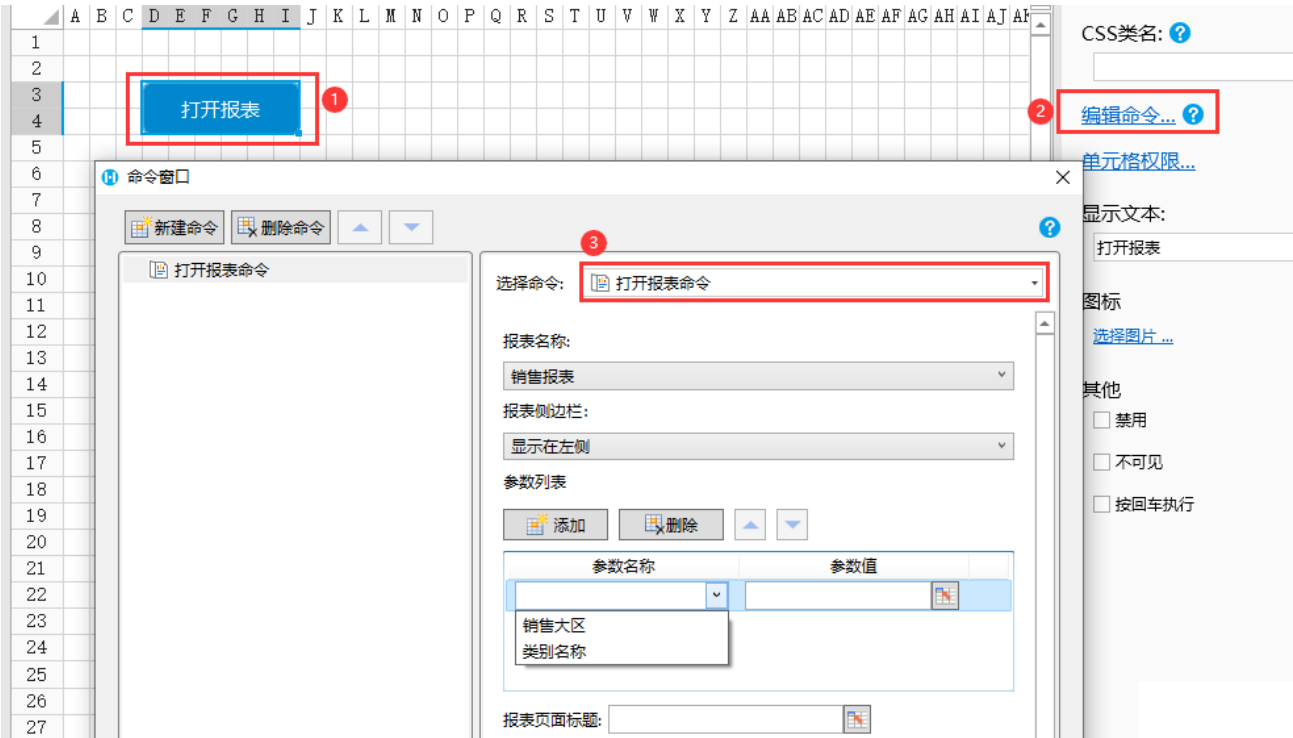 A B C D E F G H I J K L M N O P Q R S T U V W X Y Z AA AB AC AD AE AF AG AH AI AJ
CSS类名: ?
1
2
3
打开报表 1
2 编辑命令... ?
4
5
6
命令窗口
单元格权限...
7
8
新建命令 删除命令 ?
显示文本:
打开报表
9
3
10
打开报表命令
选择命令: 打开报表命令
11
图标
12
选择图片 ...
报表名称:
13
14
销售报表
其他
15
报表侧边栏:
禁用
16
显示在左侧
17
不可见
18
参数列表
19
添加 删除
按回车执行
20
21
参数名称 参数值
22
23
销售大区
24
类别名称
25
26
27
报表页面标题: